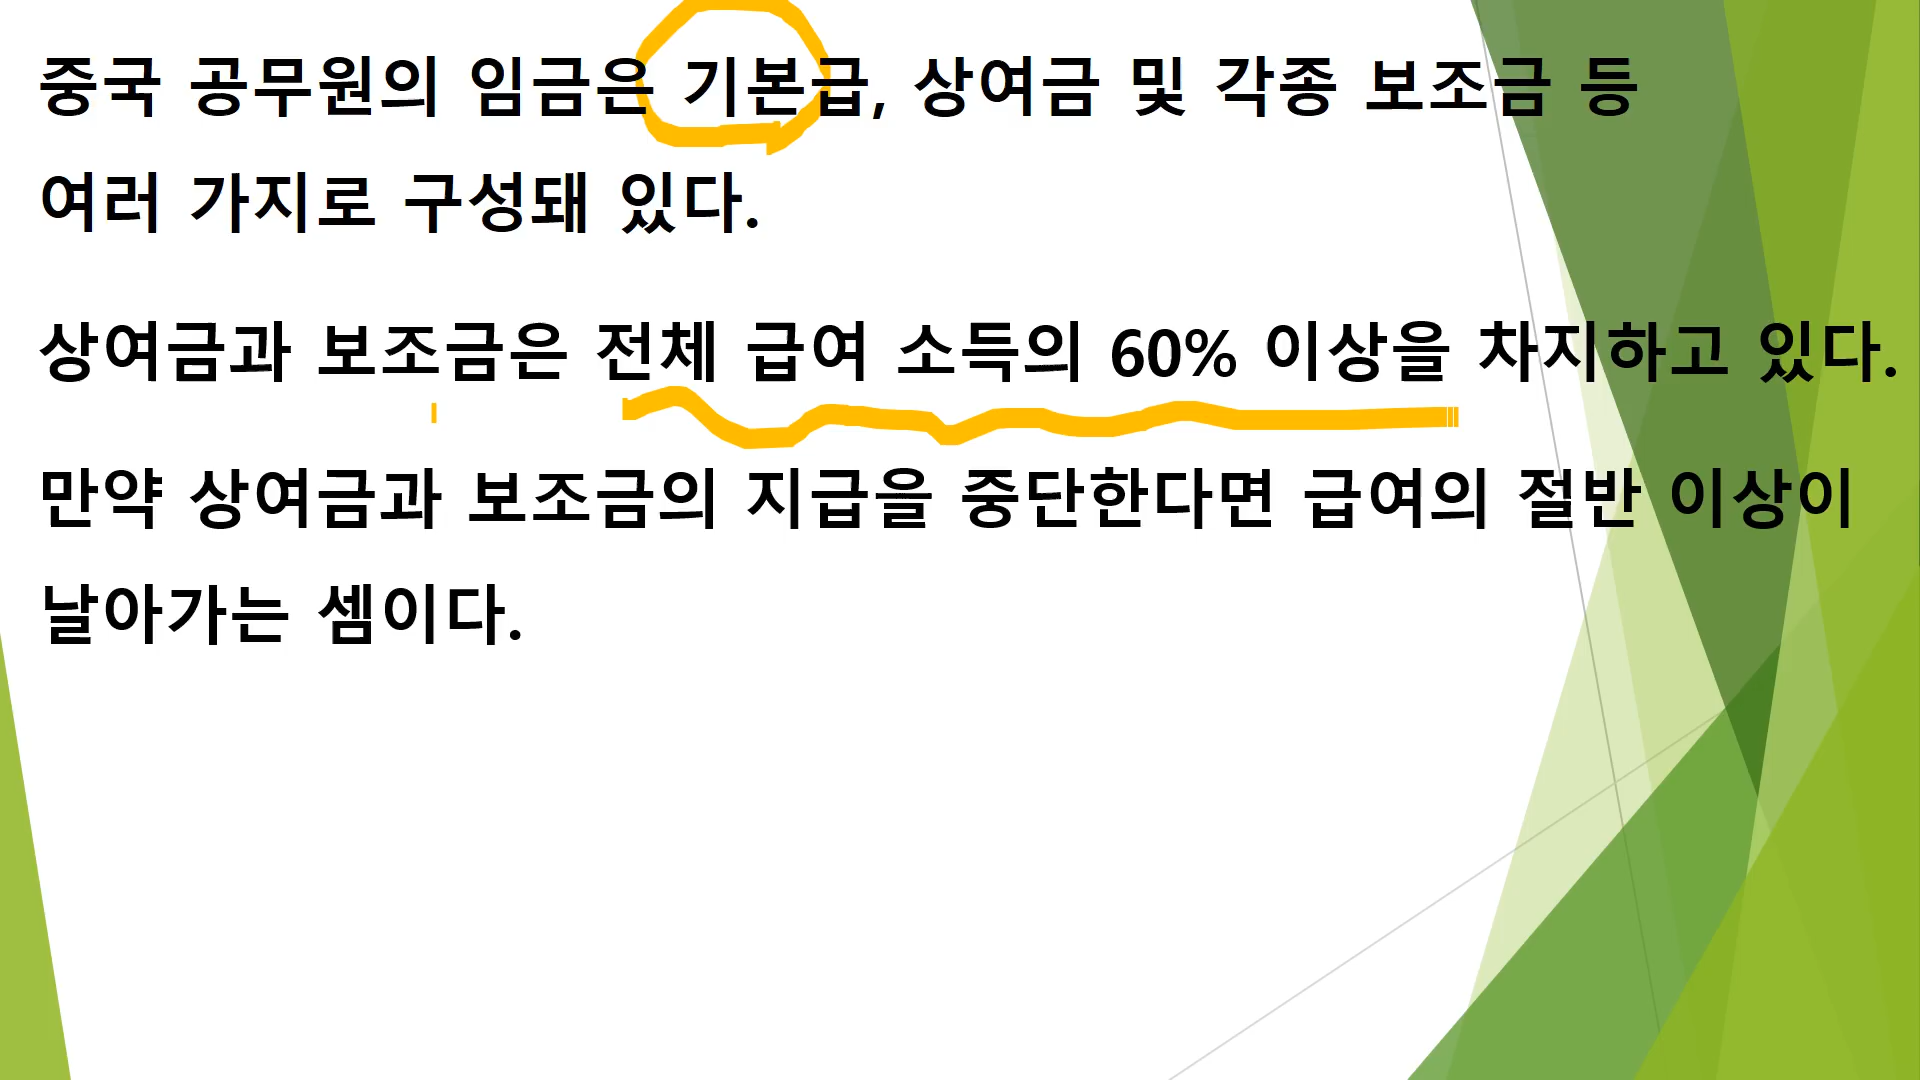 중국 공무원의 임금은 기본급, 상여금 및 각종 보조금 등
여러 가지로 구성돼 있다.
상여금과 보조금은 전체 급여 소득의 60% 이상을 차지하고 있다.
만약 상여금과 보조금의 지급을 중단한다면 급여의 절반 이상이
날아가는 셈이다.